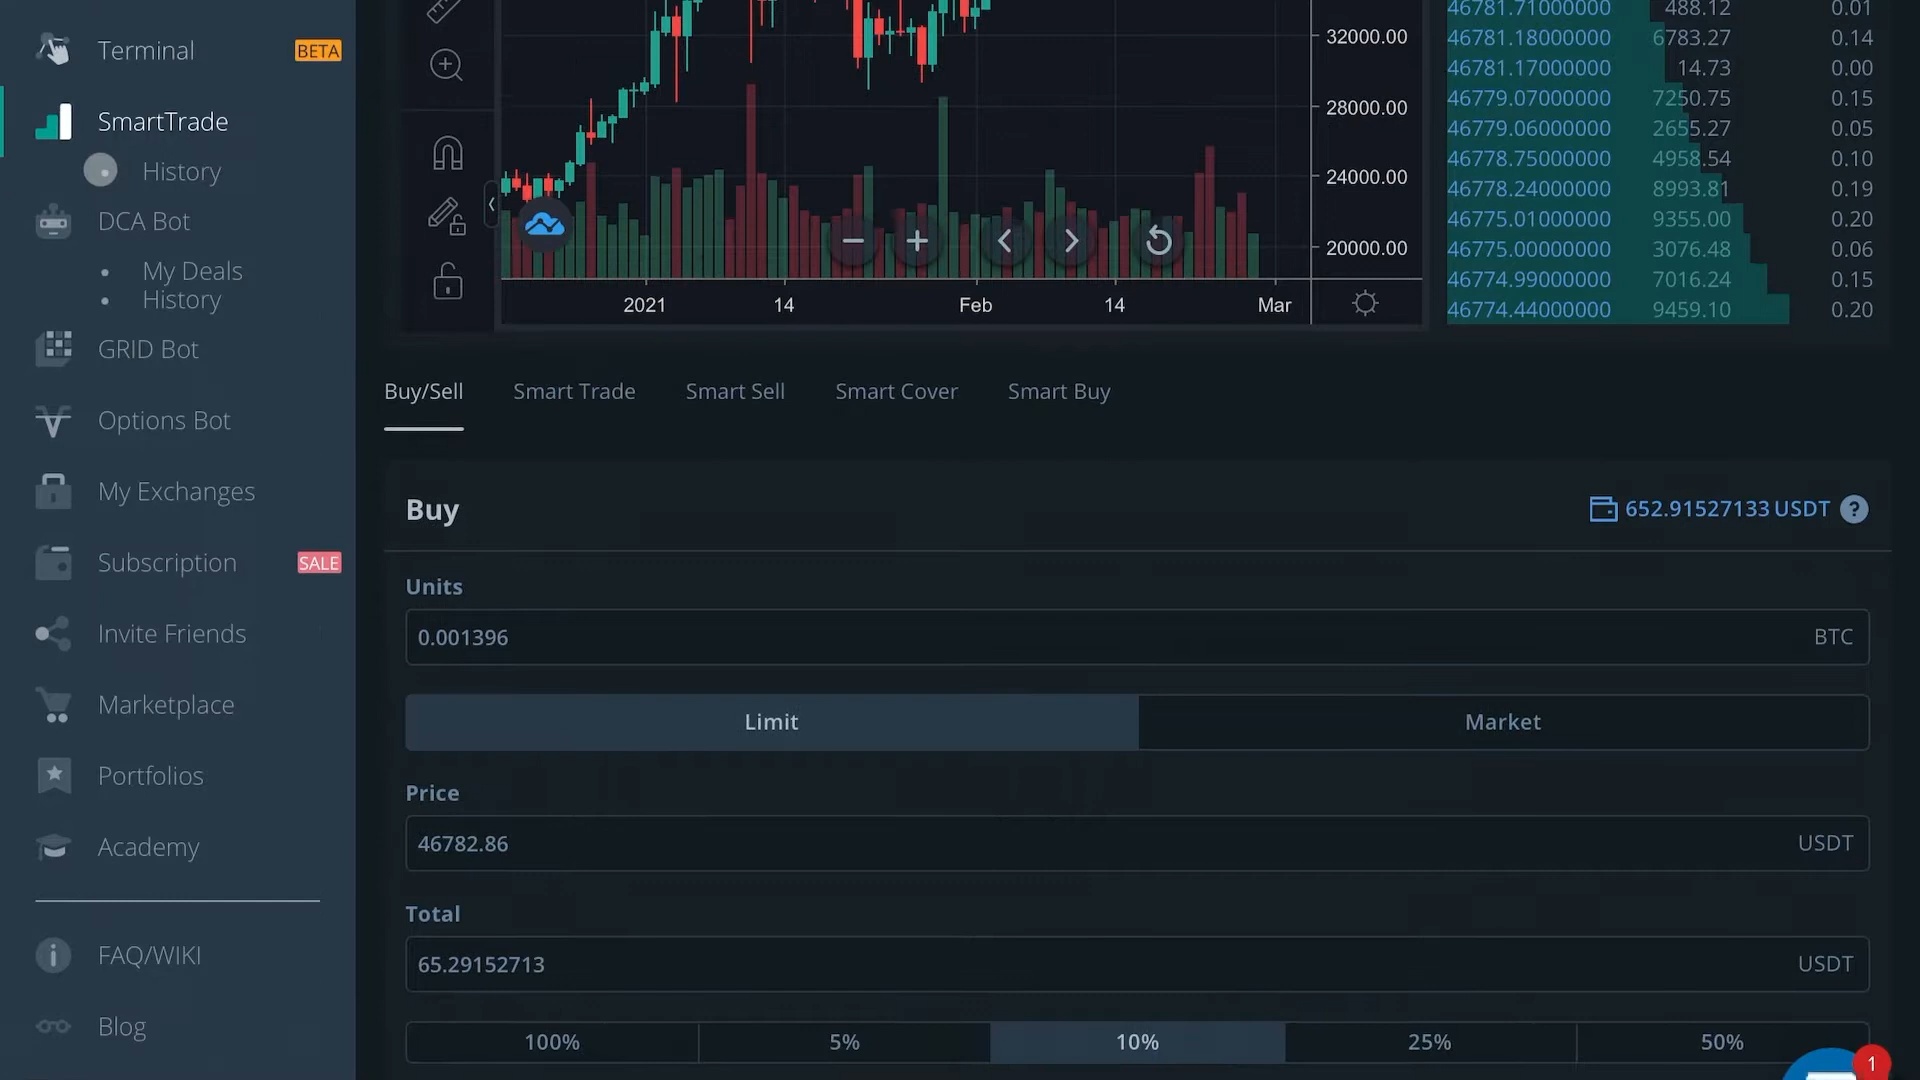 Terminal BETA
SmartTrade
History
DCA Bot
My Deals
History
GRID Bot
Options Bot
My Exchanges
Subscription SALE
Invite Friends
Marketplace
Portfolios
Academy
FAQ/WIKI
Blog
32000.00
28000.00
24000.00
20000.00
2021 14 Feb 14 Mar
46781.71000000 488.12 0.01
46781.18000000 6783.27 0.14
46781.17000000 14.73 0.00
46779.07000000 7250.75 0.15
46779.06000000 2655.27 0.05
46778.75000000 4958.54 0.10
46778.24000000 8993.81 0.19
46775.01000000 9355.00 0.20
46775.00000000 3076.48 0.06
46774.99000000 7016.24 0.15
46774.44000000 9459.10 0.20
Buy/Sell Smart Trade Smart Sell Smart Cover Smart Buy
Buy 652.91527133 USDT ?
Units
0.001396 BTC
Limit Market
Price
46782.86 USDT
Total
65.29152713 USDT
100% 5% 10% 25% 50%
1